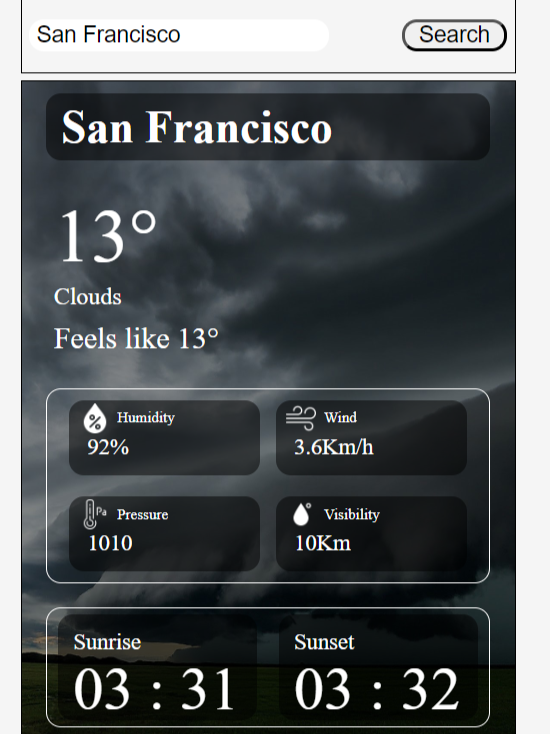 San Francisco
Search
San Francisco
13°
Clouds
Feels like 13°
Humidity
92%
Wind
3.6Km/h
Pa
Pressure
1010
Visibility
10Km
Sunrise
03 : 31
Sunset
03 : 32